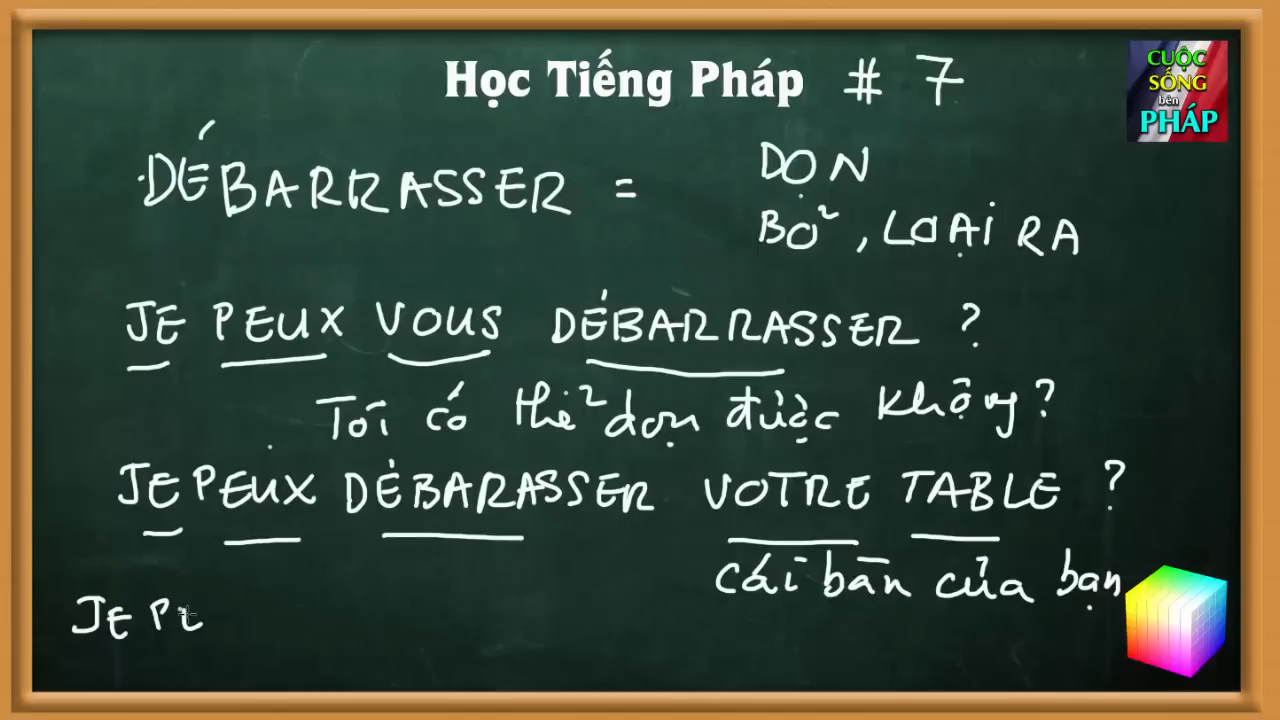 Học Tiếng Pháp # 7
CUỘC
SỐNG
bên
PHÁP
DÉBARRASSER = DỌN
BỎ, LOẠI RA
JE PEUX VOUS DÉBARRASSER ?
Tôi có thể dọn được không?
JE PEUX DÉBARASSER VOTRE TABLE ?
cái bàn của bạn
JE